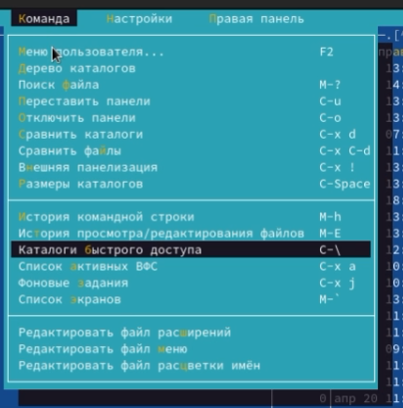 Команда Настройки Правая панель
Меню пользователя... F2
Дерево каталогов
Поиск файла M-?
Переставить панели C-u
Отключить панели C-o
Сравнить каталоги C-x d
Сравнить файлы C-x C-d
Внешняя панелизация C-x !
Размеры каталогов C-Space
История командной строки M-h
История просмотра/редактирования файлов M-E
Каталоги быстрого доступа C-\
Список активных ВФС C-x a
Фоновые задания C-x j
Список экранов M-`
Редактировать файл расширений
Редактировать файл меню
Редактировать файл расцветки имён
0 апр 20 11